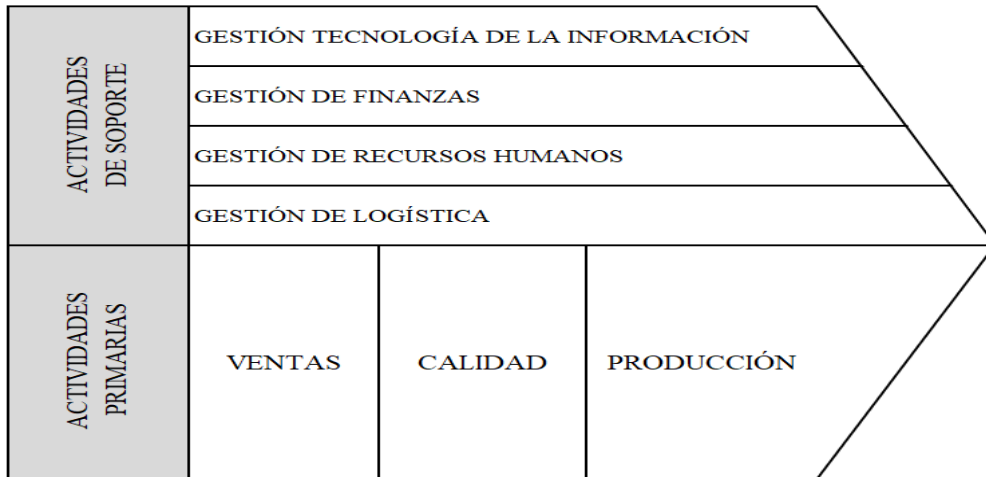 ACTIVIDADES
DE SOPORTE
GESTIÓN TECNOLOGÍA DE LA INFORMACIÓN
GESTIÓN DE FINANZAS
GESTIÓN DE RECURSOS HUMANOS
GESTIÓN DE LOGÍSTICA
ACTIVIDADES
PRIMARIAS
VENTAS
CALIDAD
PRODUCCIÓN